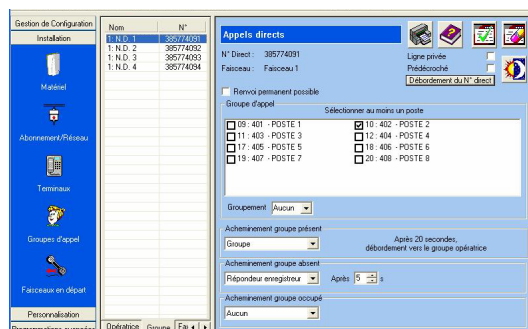 Gestion de Configuration
Installation
Matériel
Abonnement/Réseau
Terminaux
Groupes d'appel
Faisceaux en départ
Personnalisation
Nom N°
1: N.D. 1 385774091
1: N.D. 2 385774092
1: N.D. 3 385774093
1: N.D. 4 385774094
Opératrice Groupe
Appels directs
N° Direct : 385774091
Faisceau : Faisceau 1
Ligne privée
Prédécroché
Débordement du N° direct
Renvoi permanent possible
Groupe d'appel
Sélectionner au moins un poste
09 : 401 - POSTE 1 10 : 402 - POSTE 2
11 : 403 - POSTE 3 12 : 404 - POSTE 4
17 : 405 - POSTE 5 18 : 406 - POSTE 6
19 : 407 - POSTE 7 20 : 408 - POSTE 8
Groupement Aucun
Acheminement groupe présent
Groupe
Après 20 secondes,
débordement vers le groupe opératrice
Acheminement groupe absent
Répondeur enregistreur Après 5 s
Acheminement groupe occupé
Aucun